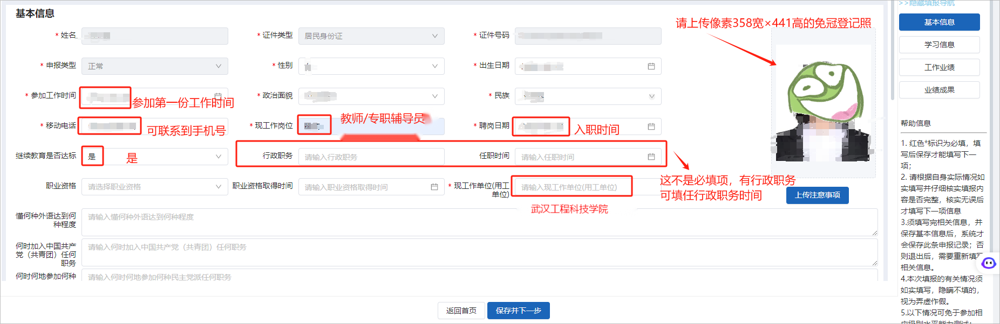 基本信息
>>隐藏填报导航
请上传像素358宽×441高的免冠登记照
基本信息
* 姓名
* 证件类型 居民身份证
* 证件号码
学习信息
* 申报类型 正常
* 性别
* 出生日期
工作业绩
* 参加工作时间
参加第一份工作时间
* 政治面貌
* 民族
业绩成果
* 移动电话
可联系到手机号
* 现工作岗位
教师/专职辅导员
* 聘岗日期
入职时间
继续教育是否达标 是
是
行政职务 请输入行政职务
任职时间 请输入任职时间
这不是必填项，有行政职务
可填任行政职务时间
职业资格 请选择职业资格
职业资格取得时间 请输入职业资格取得时间
* 现工作单位(用工
单位)
请输入现工作单位(用工单位)
武汉工程科技学院
上传注意事项
懂何种外语达到何
种程度
请输入懂何种外语达到何种程度
何时加入中国共产
党（共青团）任何
职务
请输入何时加入中国共产党（共青团）任何职务
何时何地参加何种
请输入何时何地参加何种民主党派任何职务
返回首页
保存并下一步
帮助信息
1. 红色*标识为必填，填
写后保存才能填写下一
项；
2. 请根据自身实际情况如
实填写并仔细核实填报内
容是否完整，核实无误后
才填写下一项信息
3.须填写完相关信息，并
保存基本信息后，系统才
会保存此条申报记录；否
则退出后，需要重新填写
相关信息。
4.本次填报的有关情况须
如实填写，隐瞒不填的，
视为弄虚作假。
5.以下情况可免于参加相
应级别水平能力测试：